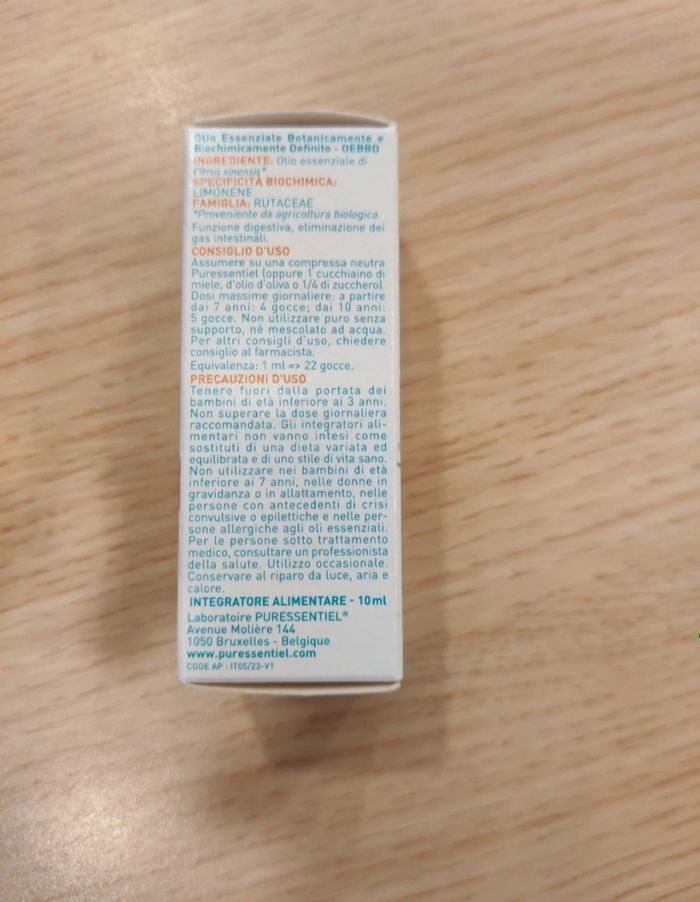 Olio Essenziale Botanicamente e
Biochimicamente Definito - OEBBD
INGREDIENTE: Olio essenziale di
Citrus sinensis*
SPECIFICITÀ BIOCHIMICA:
LIMONENE
FAMIGLIA: RUTACEAE
*Proveniente da agricoltura biologica.
Funzione digestiva, eliminazione dei
gas intestinali.
CONSIGLIO D'USO
Assumere su una compressa neutra
Puressentiel (oppure 1 cucchiaino di
miele, d'olio d'oliva o 1/4 di zucchero).
Dosi massime giornaliere: a partire
dai 7 anni: 4 gocce; dai 10 anni:
5 gocce. Non utilizzare puro senza
supporto, né mescolato ad acqua.
Per altri consigli d'uso, chiedere
consiglio al farmacista.
Equivalenza: 1 ml => 22 gocce.
PRECAUZIONI D'USO
Tenere fuori dalla portata dei
bambini di età inferiore ai 3 anni.
Non superare la dose giornaliera
raccomandata. Gli integratori ali-
mentari non vanno intesi come
sostituti di una dieta variata ed
equilibrata e di uno stile di vita sano.
Non utilizzare nei bambini di età
inferiore ai 7 anni, nelle donne in
gravidanza o in allattamento, nelle
persone con antecedenti di crisi
convulsive o epilettiche e nelle per-
sone allergiche agli oli essenziali.
Per le persone sotto trattamento
medico, consultare un professionista
della salute. Utilizzo occasionale.
Conservare al riparo da luce, aria e
calore.
INTEGRATORE ALIMENTARE - 10 ml
Laboratoire PURESSENTIEL®
Avenue Molière 144
1050 Bruxelles - Belgique
www.puressentiel.com
CODE AP : IT05/23-V1